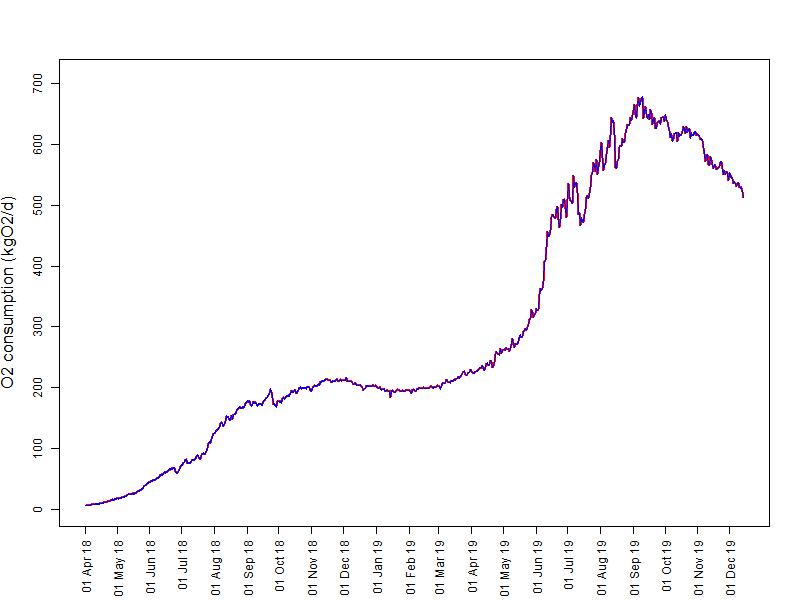 O2 consumption (kgO2/d)
700
600
500
400
300
200
100
0
01 Apr 18
01 May 18
01 Jun 18
01 Jul 18
01 Aug 18
01 Sep 18
01 Oct 18
01 Nov 18
01 Dec 18
01 Jan 19
01 Feb 19
01 Mar 19
01 Apr 19
01 May 19
01 Jun 19
01 Jul 19
01 Aug 19
01 Sep 19
01 Oct 19
01 Nov 19
01 Dec 19